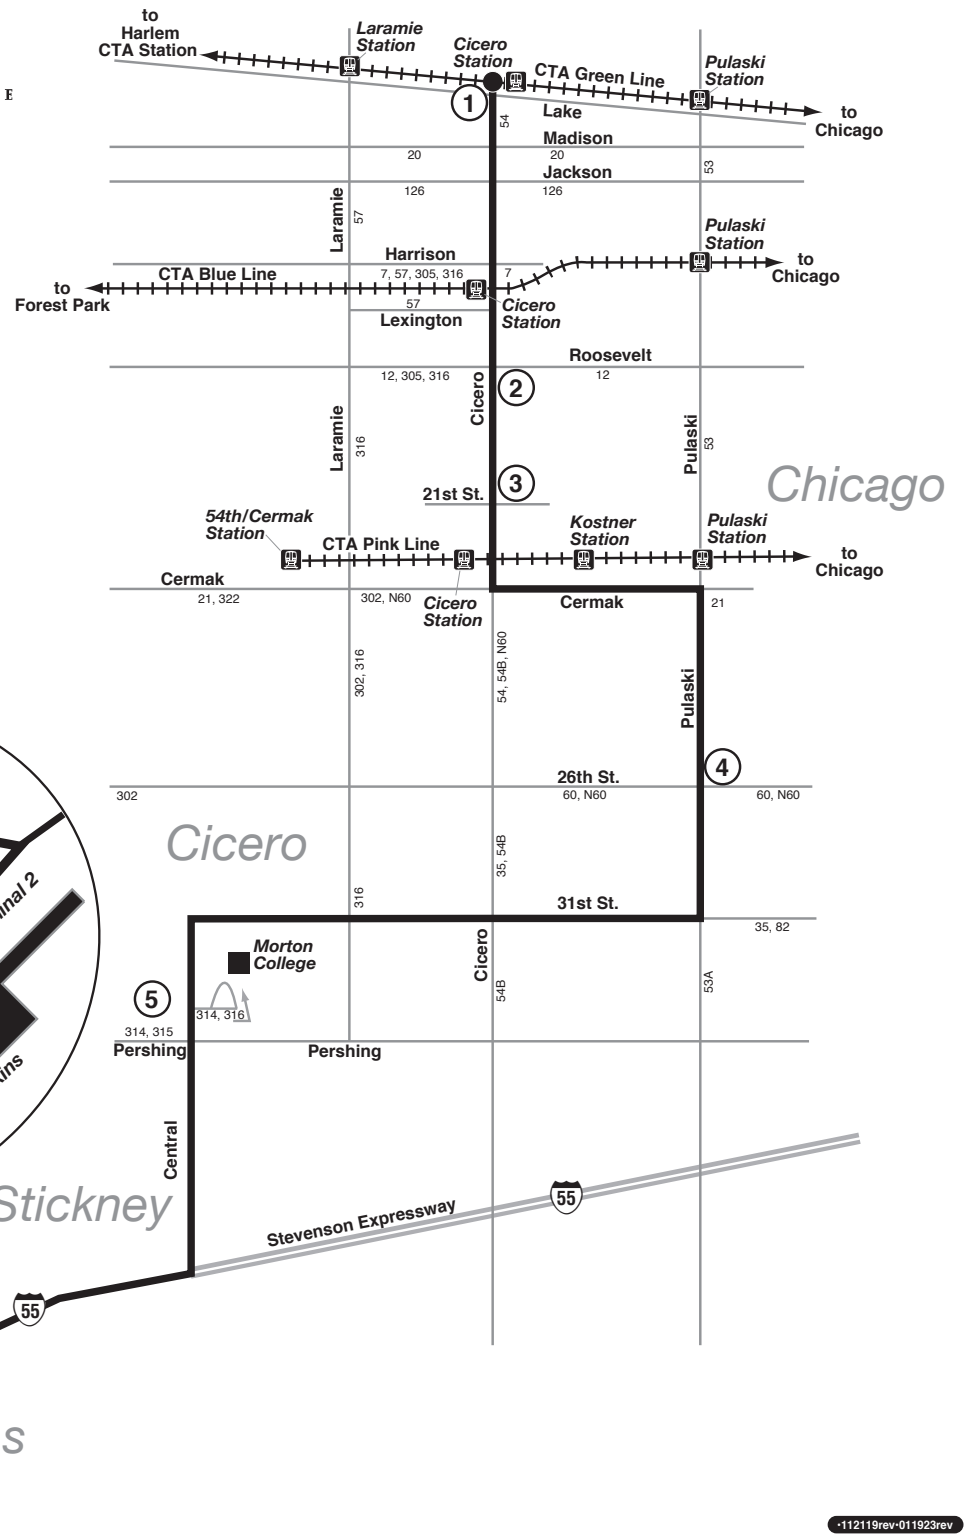 to
Harlem
CTA Station
Laramie
Station
Cicero
Station
CTA Green Line
Pulaski
Station
E
1
54
Lake
to
Chicago
Madison
20
20
53
Jackson
126
126
Laramie
57
Pulaski
Station
Harrison
7, 57, 305, 316
7
CTA Blue Line
to
Chicago
to
Forest Park
57
Lexington
Cicero
Station
Roosevelt
12, 305, 316
12
Cicero
2
Laramie
316
Pulaski
53
Chicago
21st St.
3
54th/Cermak
Station
CTA Pink Line
Kostner
Station
Pulaski
Station
to
Chicago
Cermak
21, 322
302, N60
Cicero
Station
Cermak
21
302, 316
54, 54B, N60
Pulaski
4
26th St.
302
60, N60
60, N60
Cicero
35, 54B
316
31st St.
35, 82
inal 2
Morton
College
Cicero
54B
53A
5
314, 316
314, 315
Pershing
Pershing
ins
Central
Stickney
Stevenson Expressway
55
55
s
•112119rev•011923rev